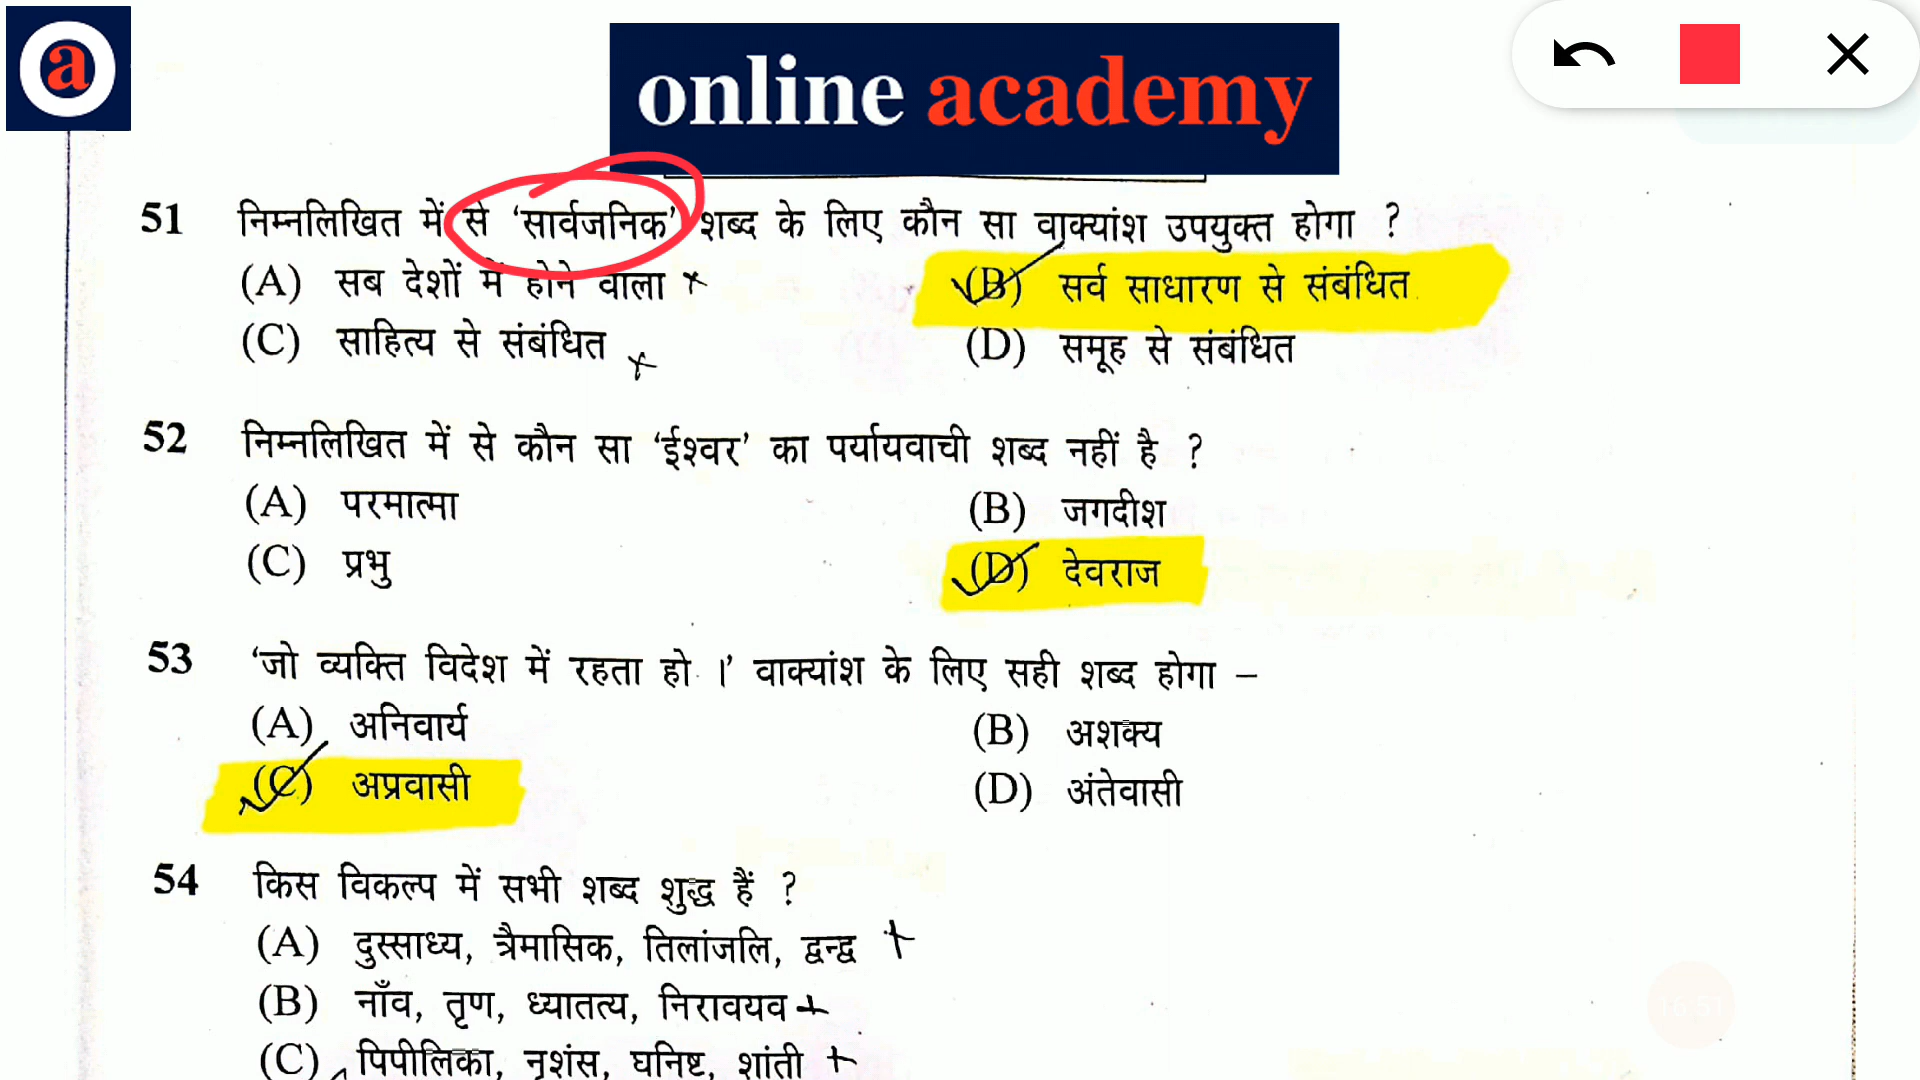 a
online academy
51 निम्नलिखित में से ‘सार्वजनिक’ शब्द के लिए कौन सा वाक्यांश उपयुक्त होगा ?
(A) सब देशों में होने वाला (B) सर्व साधारण से संबंधित
(C) साहित्य से संबंधित (D) समूह से संबंधित
52 निम्नलिखित में से कौन सा ‘ईश्वर’ का पर्यायवाची शब्द नहीं है ?
(A) परमात्मा (B) जगदीश
(C) प्रभु (D) देवराज
53 ‘जो व्यक्ति विदेश में रहता हो ।’ वाक्यांश के लिए सही शब्द होगा –
(A) अनिवार्य (B) अशक्य
(C) अप्रवासी (D) अंतेवासी
54 किस विकल्प में सभी शब्द शुद्ध हैं ?
(A) दुस्साध्य, त्रैमासिक, तिलांजलि, द्वन्द्व
(B) नाँव, तृण, ध्यातत्य, निरावयव
(C) पिपीलिका, नृशंस, घनिष्ट, शांती
16:51